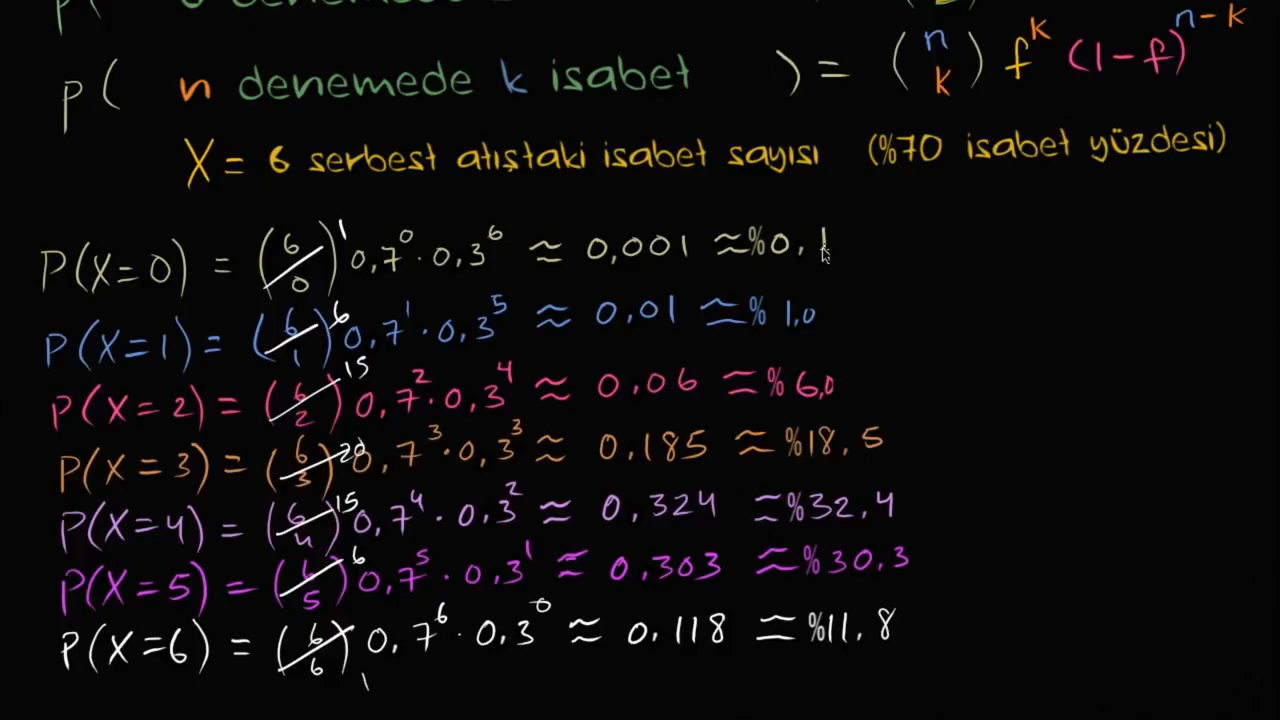 P( 0 denemede
P( n denemede k isabet ) = (n k) f^k (1-f)^n-k
X = 6 serbest atıştaki isabet sayısı (%70 isabet yüzdesi)
P(X=0) = (6 0) 1 0,7^0 · 0,3^6 ≈ 0,001 ≈ %0,1
P(X=1) = (6 1) 6 0,7^1 · 0,3^5 ≈ 0,01 ≈ % 1,0
P(X=2) = (6 2) 15 0,7^2 · 0,3^4 ≈ 0,06 ≈ % 6,0
P(X=3) = (6 3) 20 0,7^3 · 0,3^3 ≈ 0,185 ≈ %18,5
P(X=4) = (6 4) 15 0,7^4 · 0,3^2 ≈ 0,324 ≈ %32,4
P(X=5) = (6 5) 6 0,7^5 · 0,3^1 ≈ 0,303 ≈ %30,3
P(X=6) = (6 6) 1 0,7^6 · 0,3^0 ≈ 0,118 ≈ %11,8